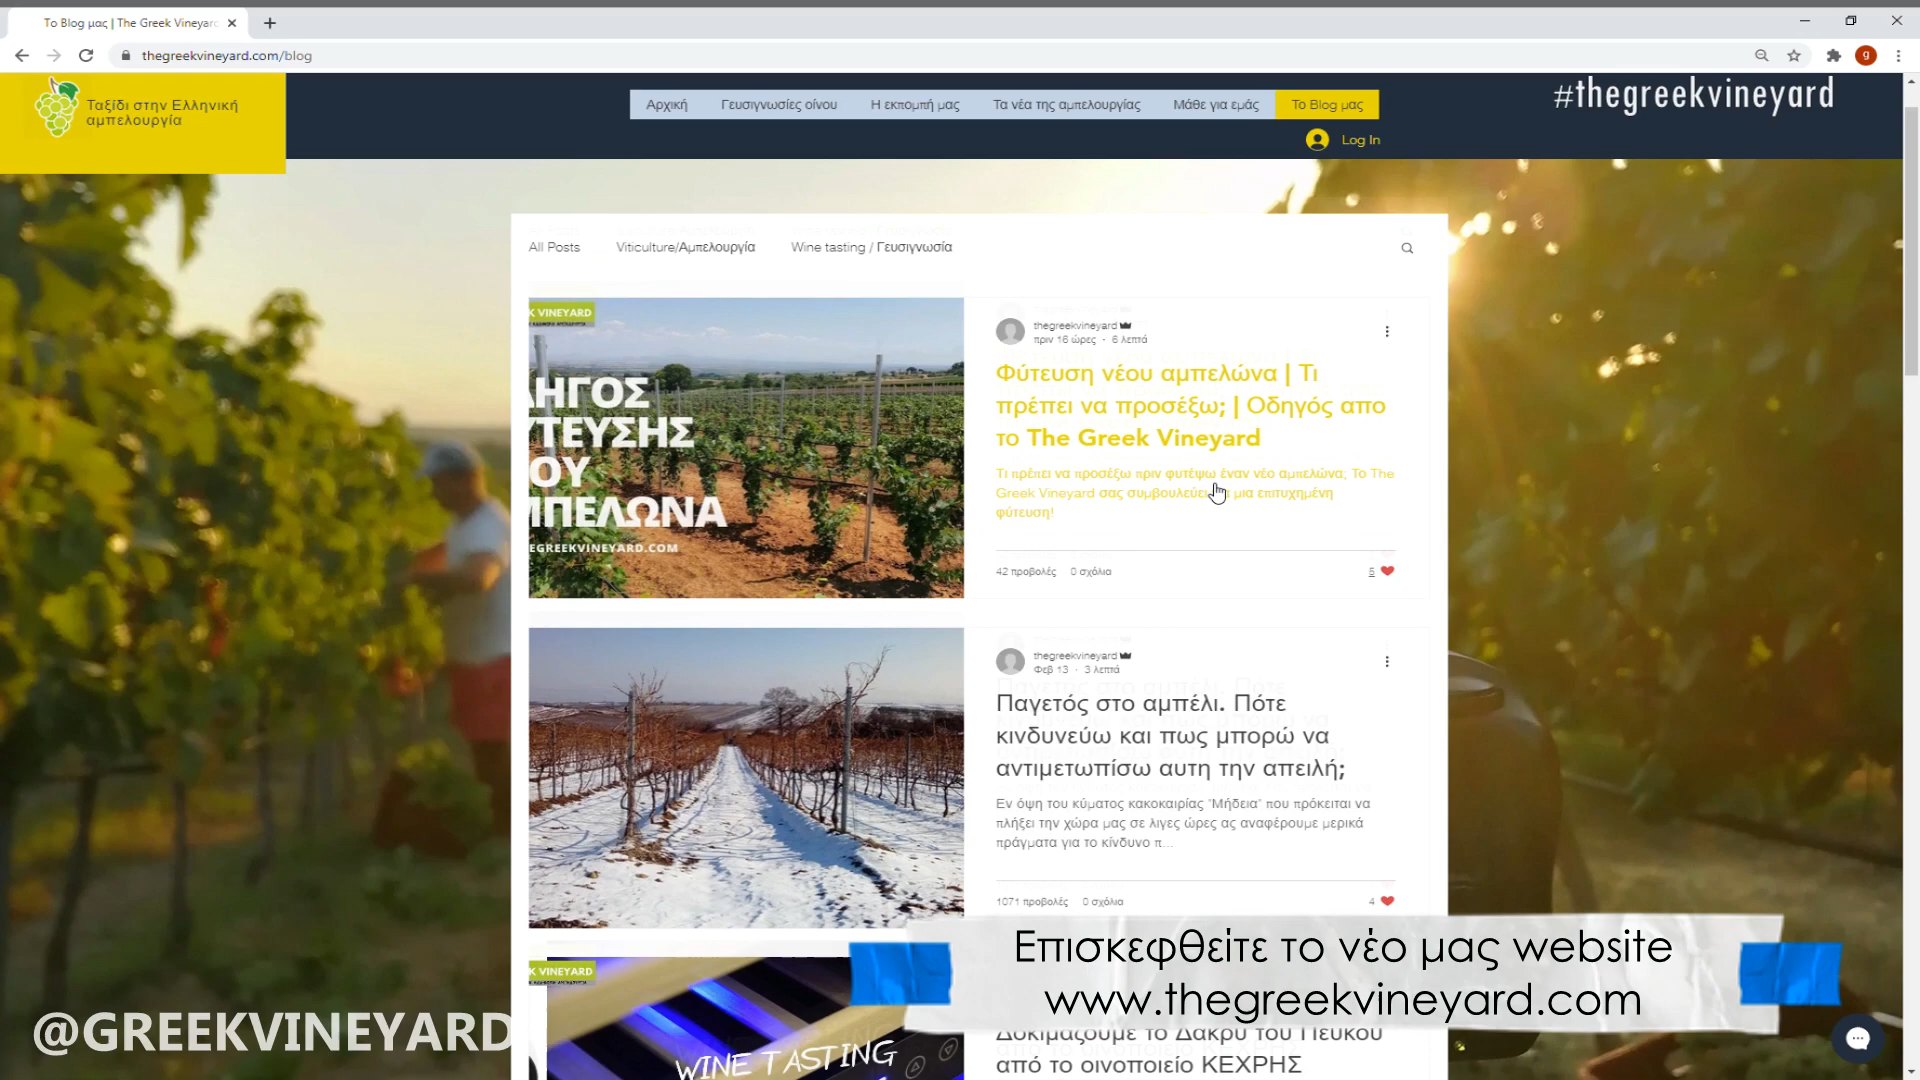 Το Blog μας | The Greek Vineyard
thegreekvineyard.com/blog
g
Ταξίδι στην Ελληνική
αμπελουργία
Αρχική
Γευσιγνωσίες οίνου
Η εκπομπή μας
Τα νέα της αμπελουργίας
Μάθε για εμάς
Το Blog μας
#thegreekvineyard
Log In
All Posts
Viticulture/Αμπελουργία
Wine tasting / Γευσιγνωσία
K VINEYARD
ΗΓΟΣ
ΥΤΕΥΣΗΣ
ΟΥ
ΜΠΕΛΩΝΑ
EGREEKVINEYARD.COM
thegreekvineyard
πριν 16 ώρες · 6 λεπτά
Φύτευση νέου αμπελώνα | Τι
πρέπει να προσέξω; | Οδηγός απο
το The Greek Vineyard
Τι πρέπει να προσέξω πριν φυτέψω έναν νέο αμπελώνα; Το The
Greek Vineyard σας συμβουλεύει μια επιτυχημένη
φύτευση!
42 προβολές
0 σχόλια
5
thegreekvineyard
Φεβ 13 · 3 λεπτά
Παγετός στο αμπέλι. Πότε
κινδυνεύω και πως μπορώ να
αντιμετωπίσω αυτη την απειλή;
Εν όψη του κύματος κακοκαιρίας "Μήδεια" που πρόκειται να
πλήξει την χώρα μας σε λιγες ώρες ας αναφέρουμε μερικά
πράγματα για το κίνδυνο π...
1071 προβολές
0 σχόλια
4
K VINEYARD
WINE TASTING
Επισκεφθείτε το νέο μας website
www.thegreekvineyard.com
@GREEKVINEYARD
Δοκιμάζουμε το Δάκρυ του Πεύκου
από το οινοποιείο ΚΕΧΡΗΣ